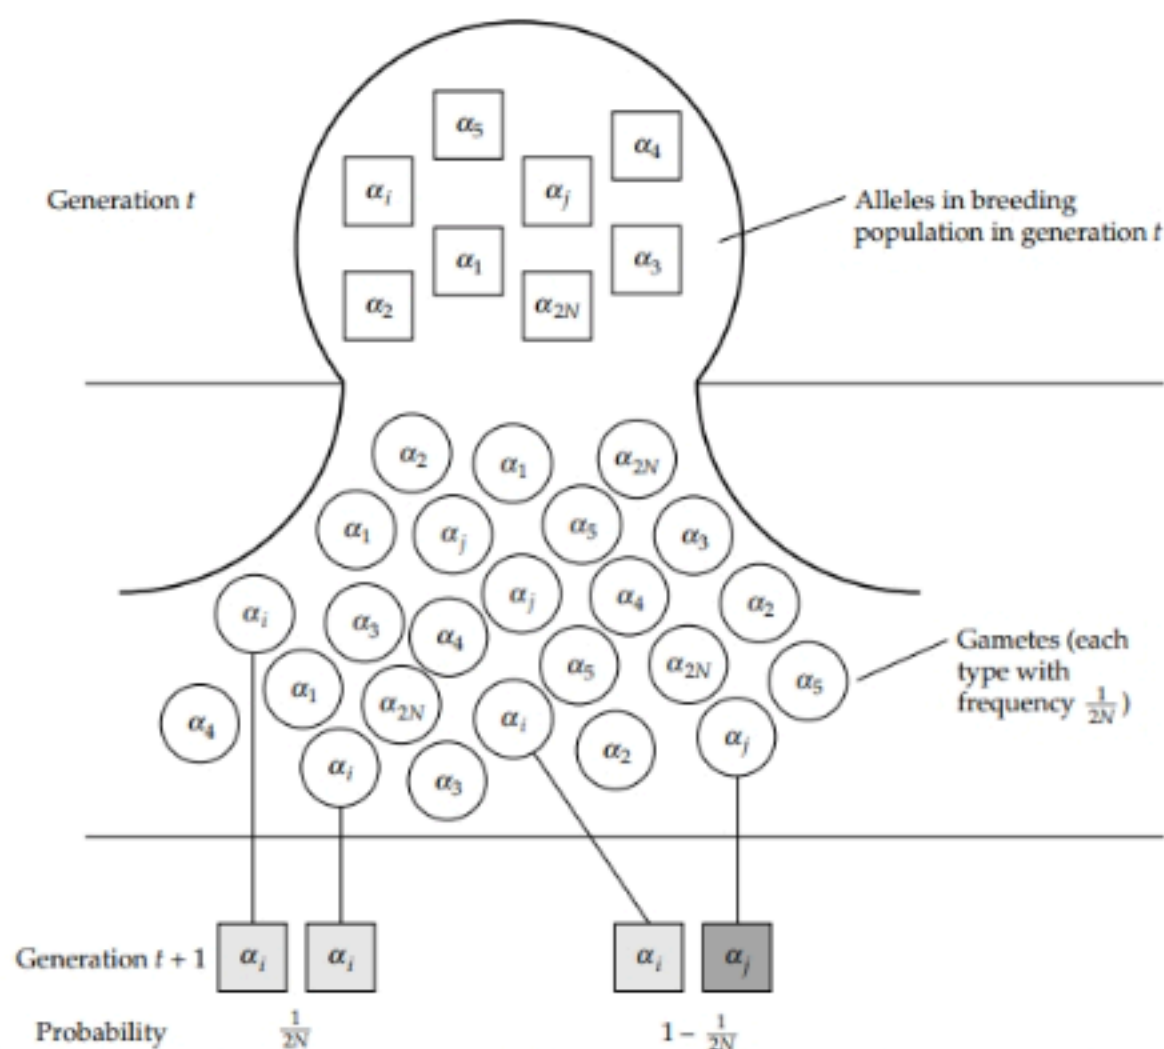 α₅
α₄
αᵢ
αⱼ
Generation t
Alleles in breeding
population in generation t
α₁
α₃
α₂
α₂N
α₂
α₁
α₂N
α₁
αⱼ
α₅
α₃
αᵢ
α₃
α₄
αⱼ
α₄
α₂
Gametes (each
type with
frequency 1/2N)
α₁
α₂N
α₅
α₂N
α₅
α₄
αᵢ
α₃
αᵢ
α₂
αⱼ
Generation t + 1
αᵢ
αᵢ
αᵢ
αⱼ
Probability
1/2N
1 – 1/2N